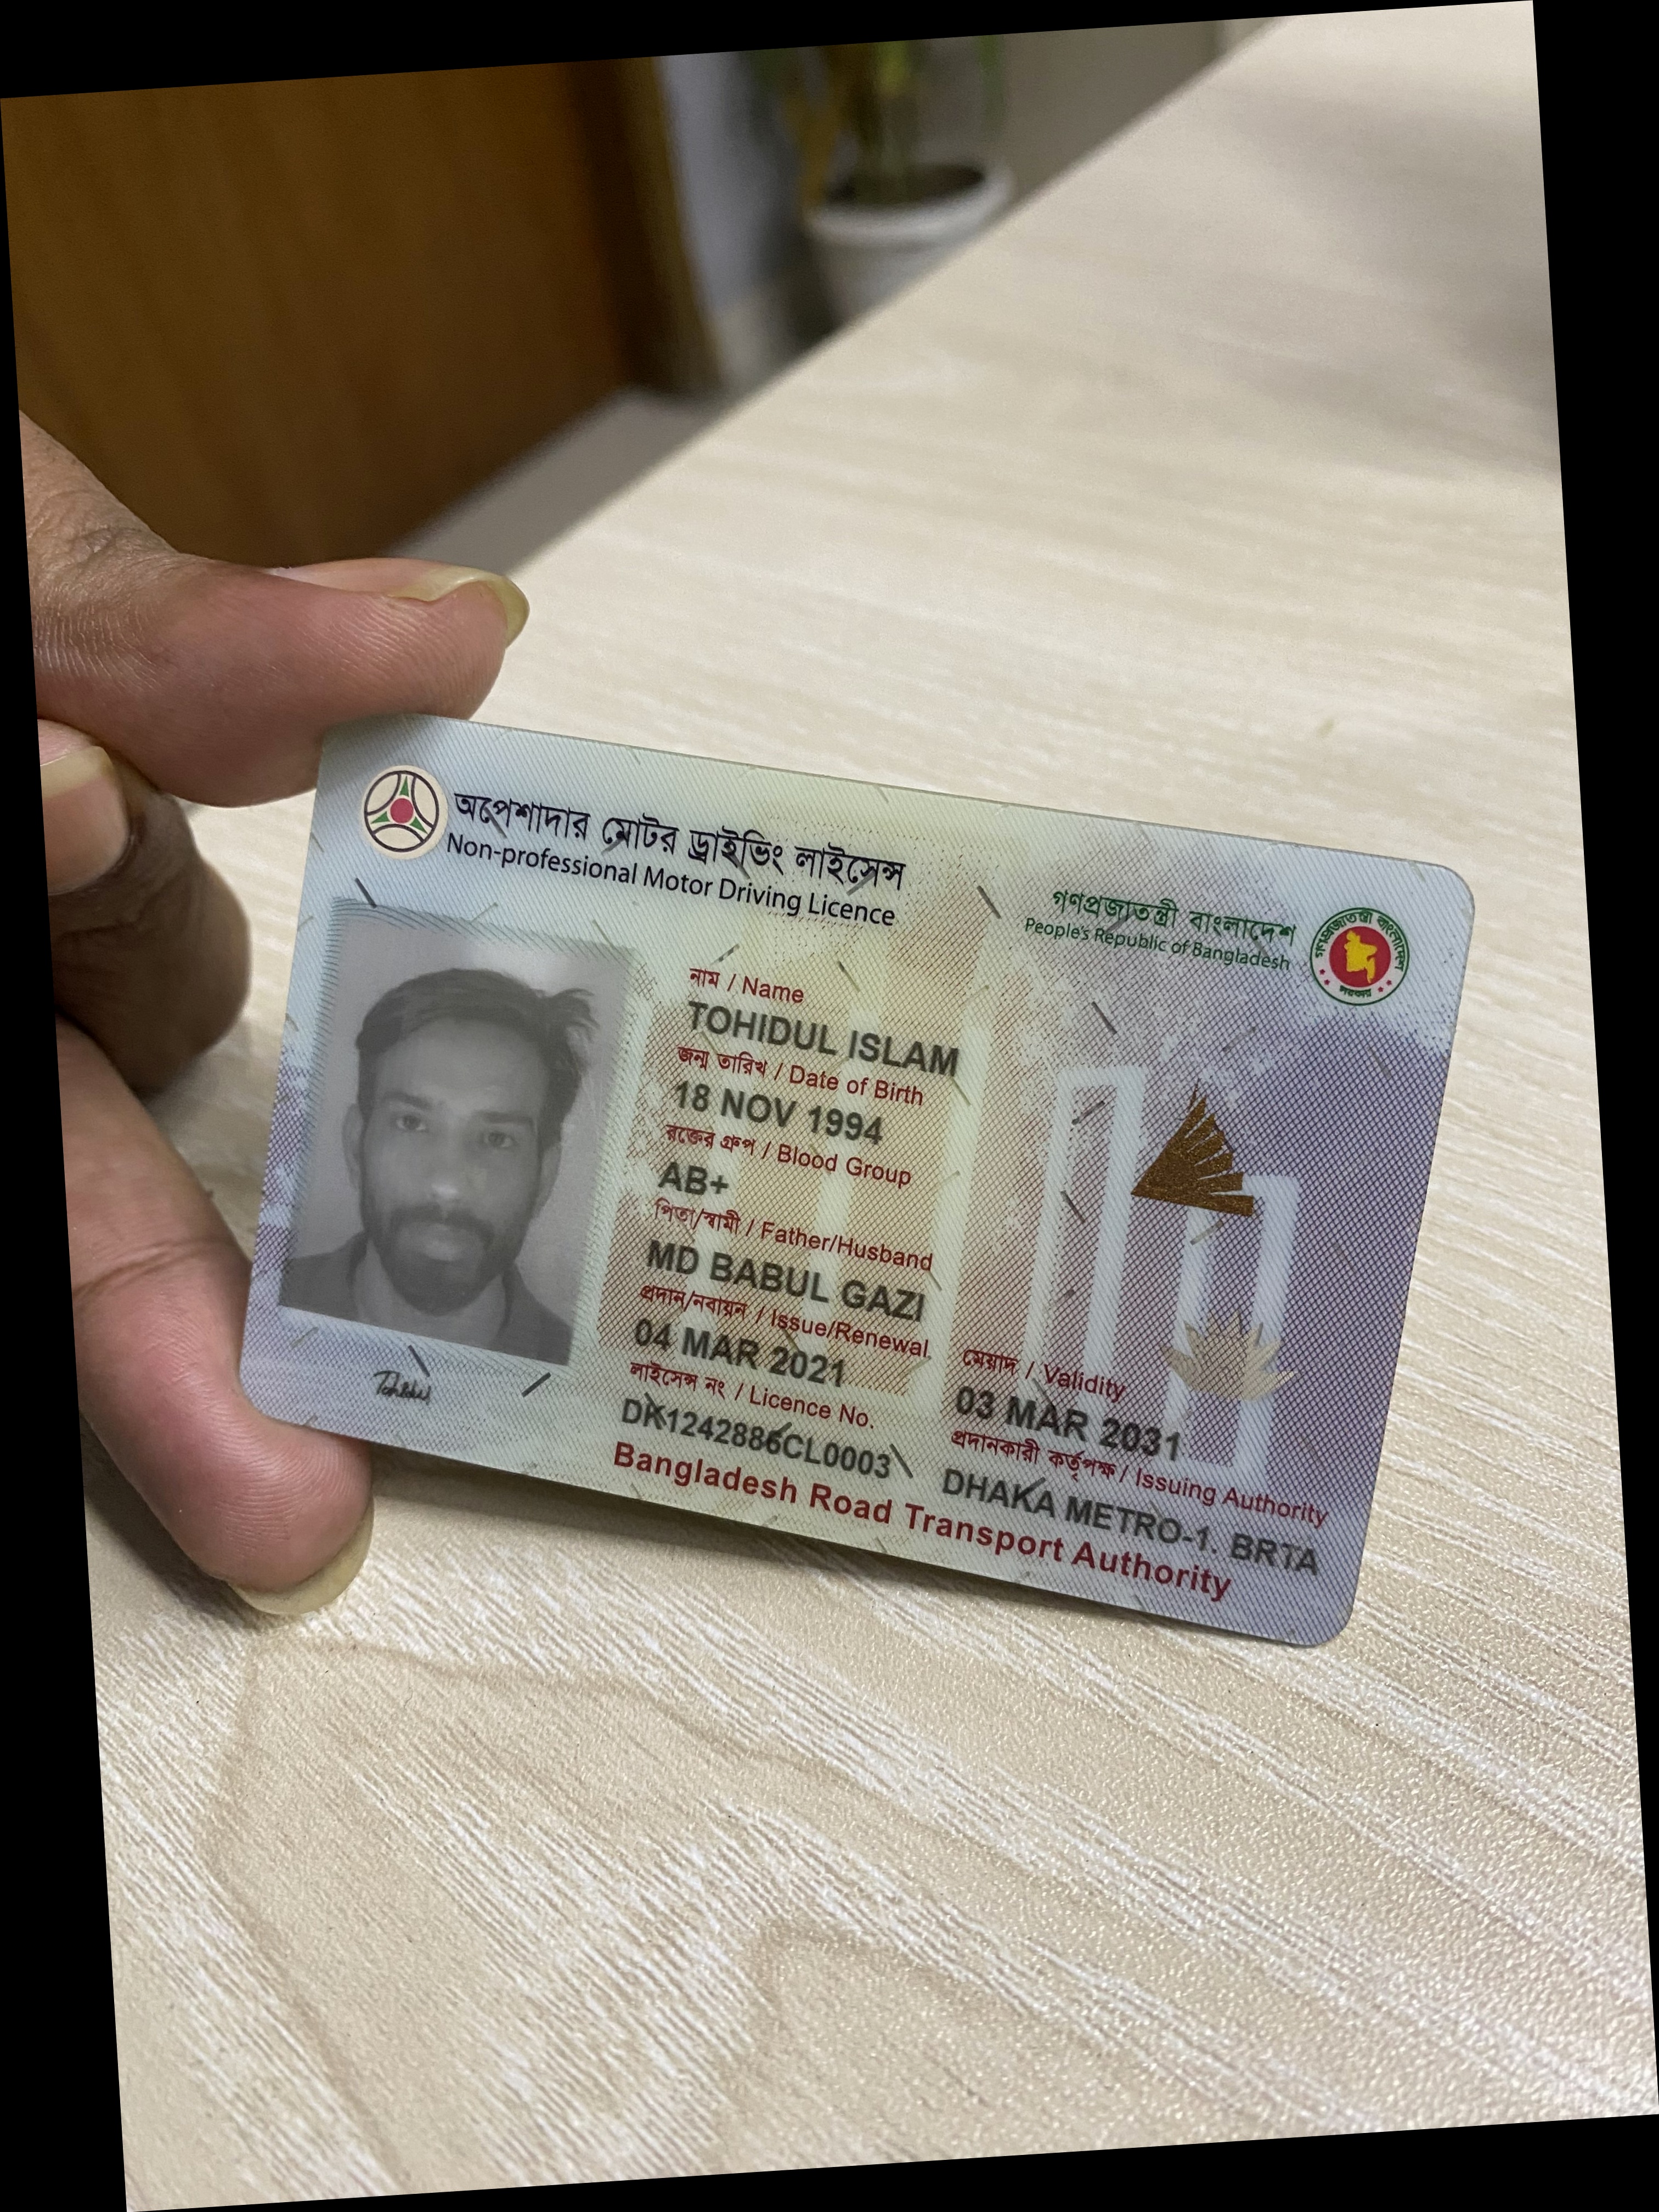 অপেশাদার মোটর ড্রাইভিং লাইসেন্স
Non-professional Motor Driving Licence
গণপ্রজাতন্ত্রী বাংলাদেশ
People's Republic of Bangladesh
গণপ্রজাতন্ত্রী বাংলাদেশ
সরকার
নাম / Name
TOHIDUL ISLAM
জন্ম তারিখ / Date of Birth
18 NOV 1994
রক্তের গ্রুপ / Blood Group
AB+
পিতা/স্বামী / Father/Husband
MD BABUL GAZI
প্রদান/নবায়ন / Issue/Renewal
04 MAR 2021
মেয়াদ / Validity
03 MAR 2031
লাইসেন্স নং / Licence No.
DK1242886CL0003
প্রদানকারী কর্তৃপক্ষ / Issuing Authority
DHAKA METRO-1. BRTA
Bangladesh Road Transport Authority